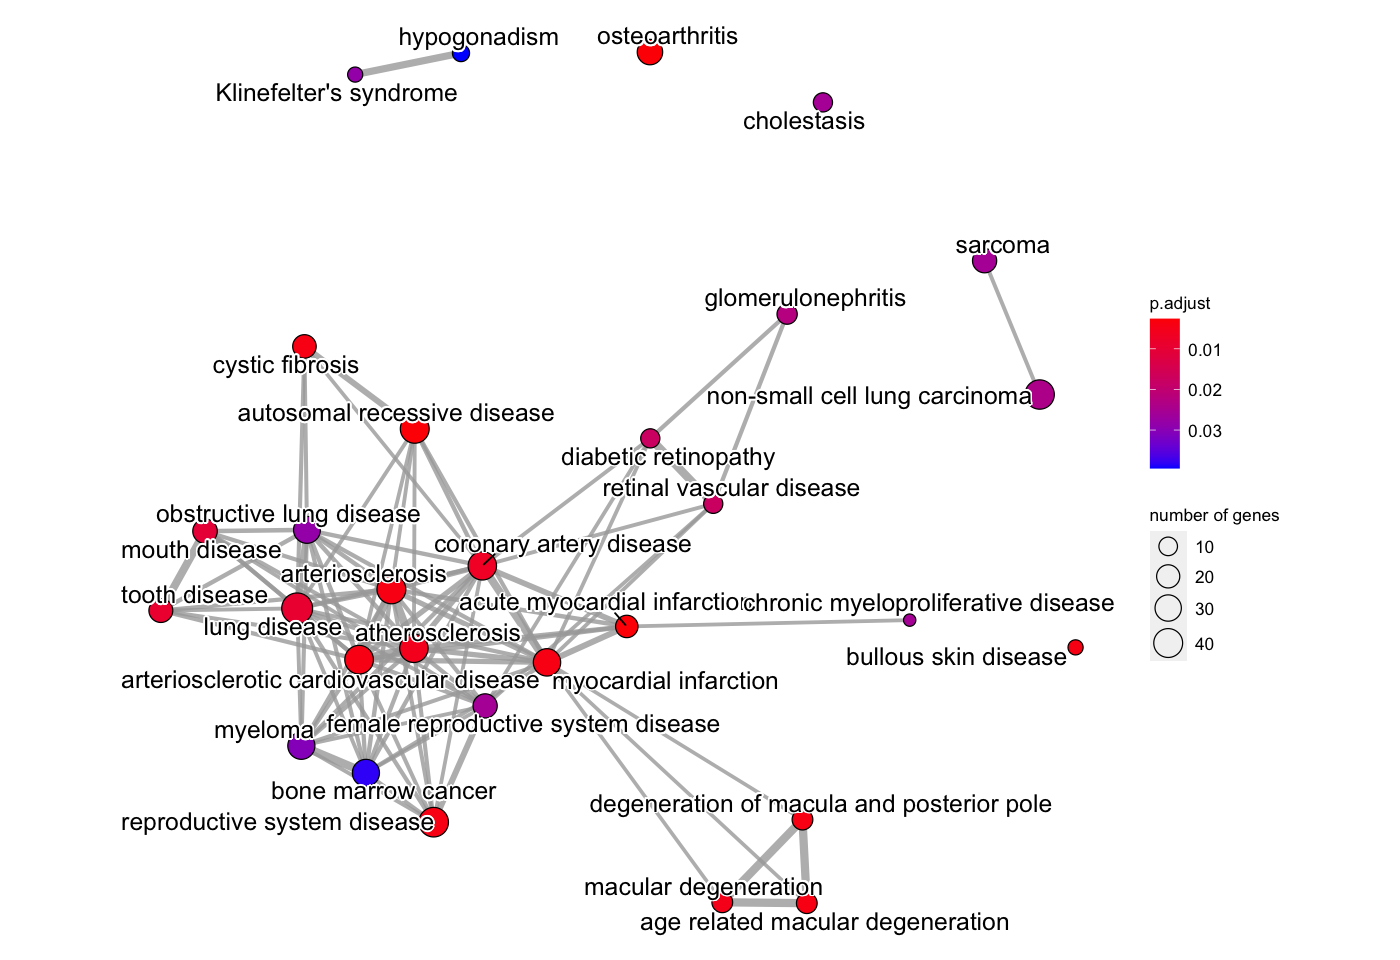 hypogonadism
osteoarthritis
Klinefelter's syndrome
cholestasis
sarcoma
glomerulonephritis
p.adjust
0.01
0.02
0.03
cystic fibrosis
non-small cell lung carcinoma
autosomal recessive disease
diabetic retinopathy
retinal vascular disease
obstructive lung disease
number of genes
10
20
30
40
mouth disease
coronary artery disease
arteriosclerosis
tooth disease
acute myocardial infarction
chronic myeloproliferative disease
lung disease
atherosclerosis
bullous skin disease
arteriosclerotic cardiovascular disease
myocardial infarction
myeloma
female reproductive system disease
bone marrow cancer
degeneration of macula and posterior pole
reproductive system disease
macular degeneration
age related macular degeneration